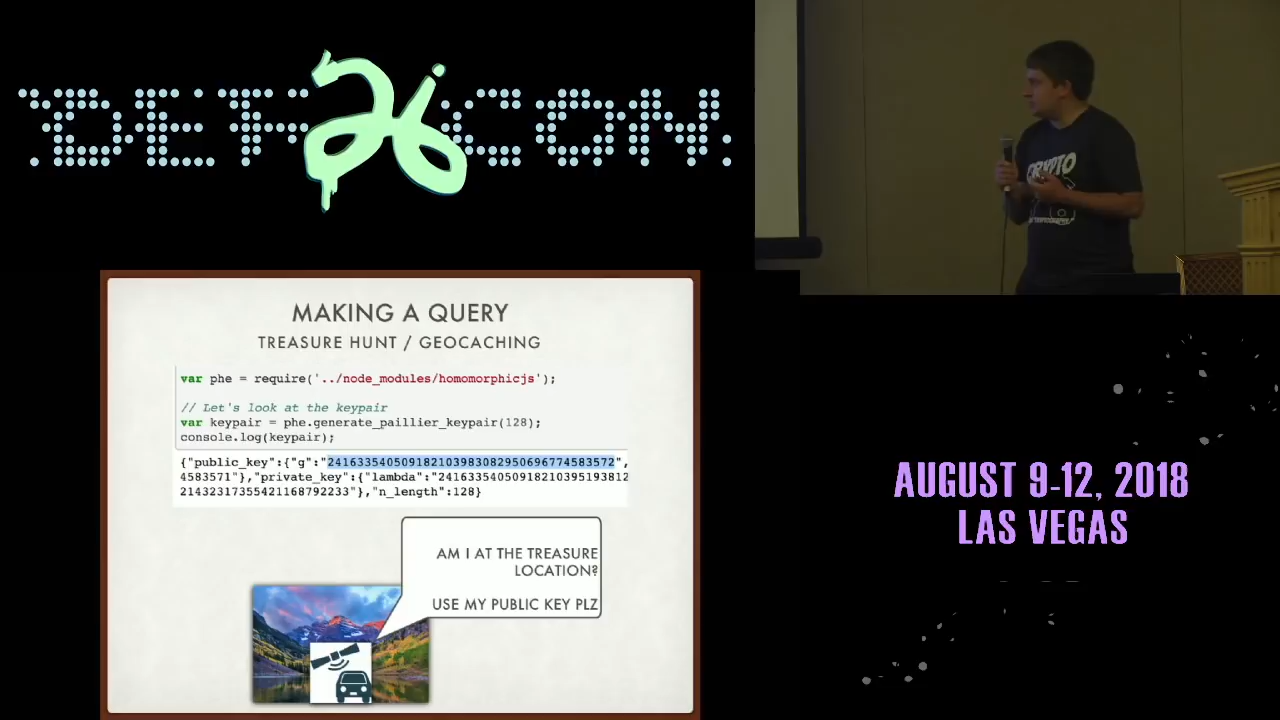 DEF 26 CON
CRYPTO
MAKING A QUERY
TREASURE HUNT / GEOCACHING
var phe = require('../node_modules/homomorphicjs');
// Let's look at the keypair
var keypair = phe.generate_paillier_keypair(128);
console.log(keypair);
{"public_key":{"g":"241633540509182103983082950696774583572",
4583571"},"private_key":{"lambda":"24163354050918210395193812
21432317355421168792233"},"n_length":128}
AM I AT THE TREASURE
LOCATION?
USE MY PUBLIC KEY PLZ
AUGUST 9-12, 2018
LAS VEGAS